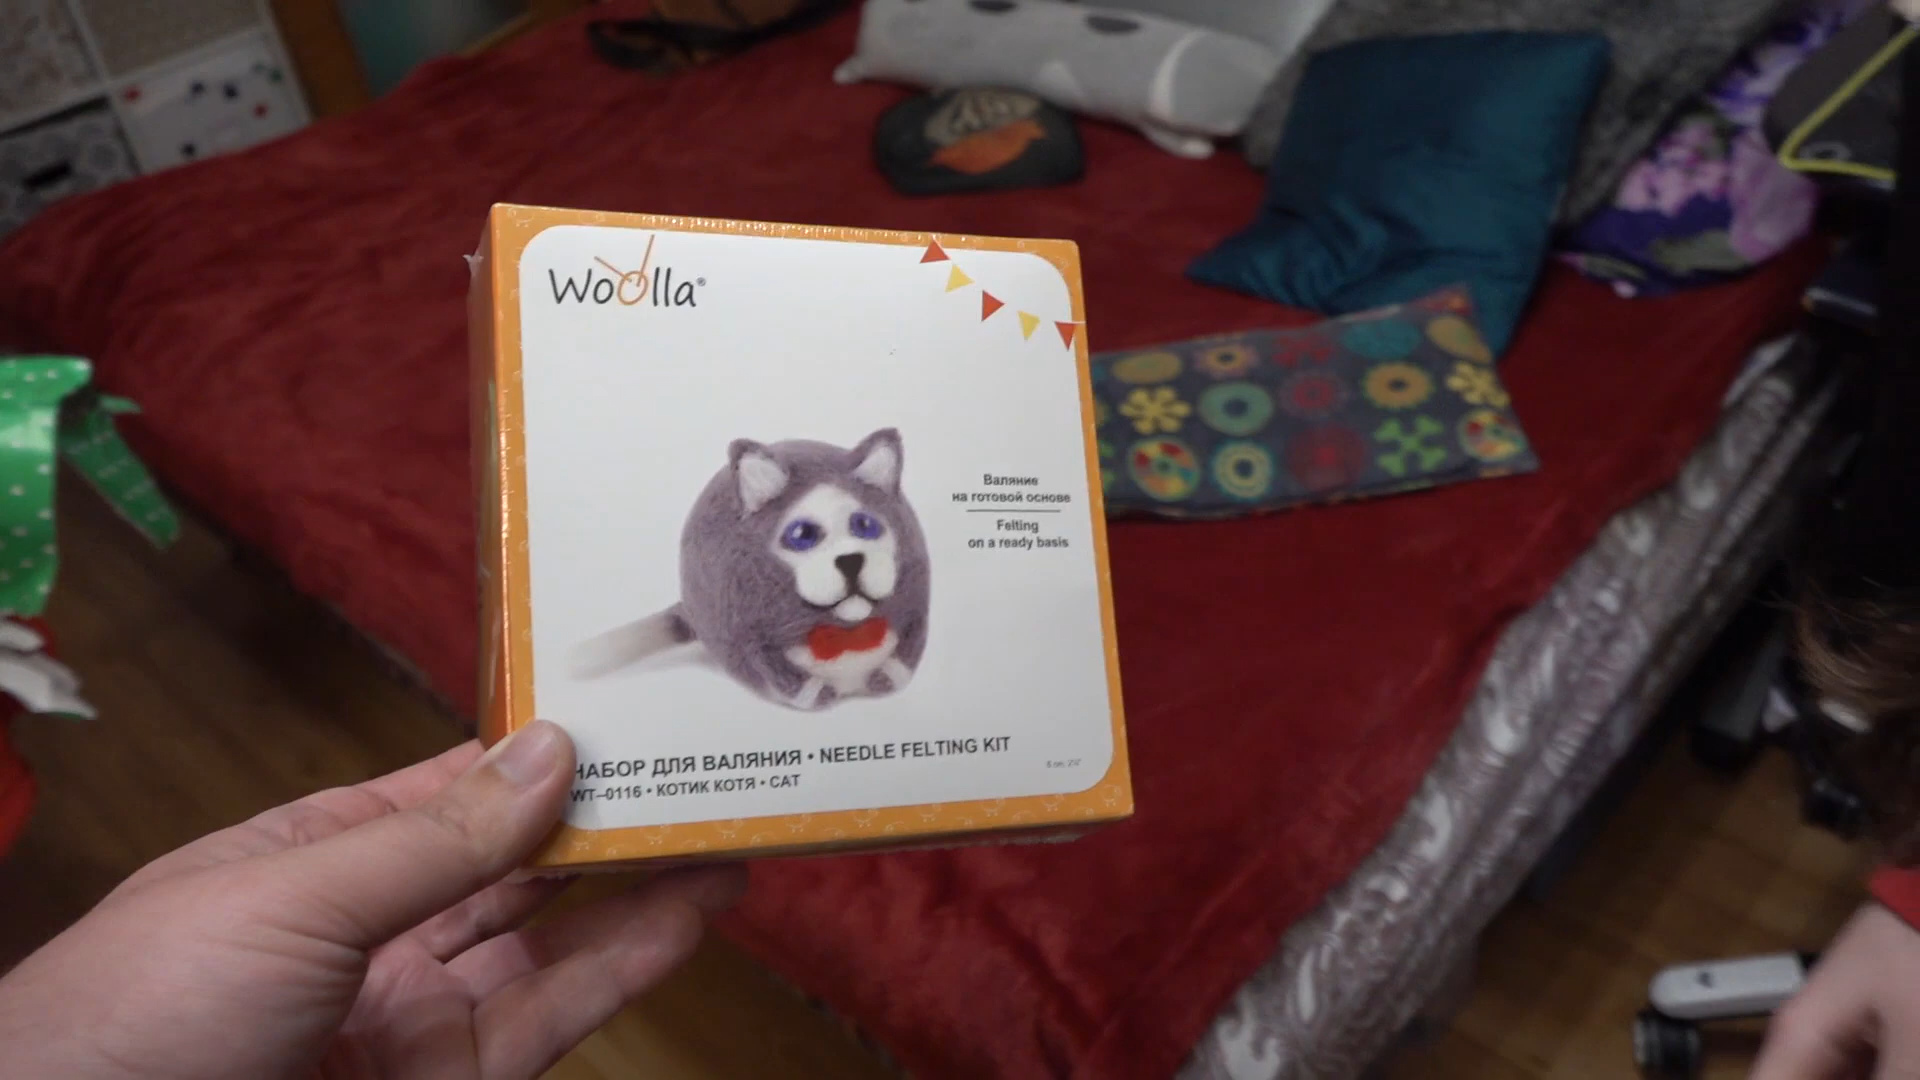 Woolla®
Валяние
на готовой основе
Felting
on a ready basis
НАБОР ДЛЯ ВАЛЯНИЯ • NEEDLE FELTING KIT
WT–0116 • КОТИК КОТЯ • CAT